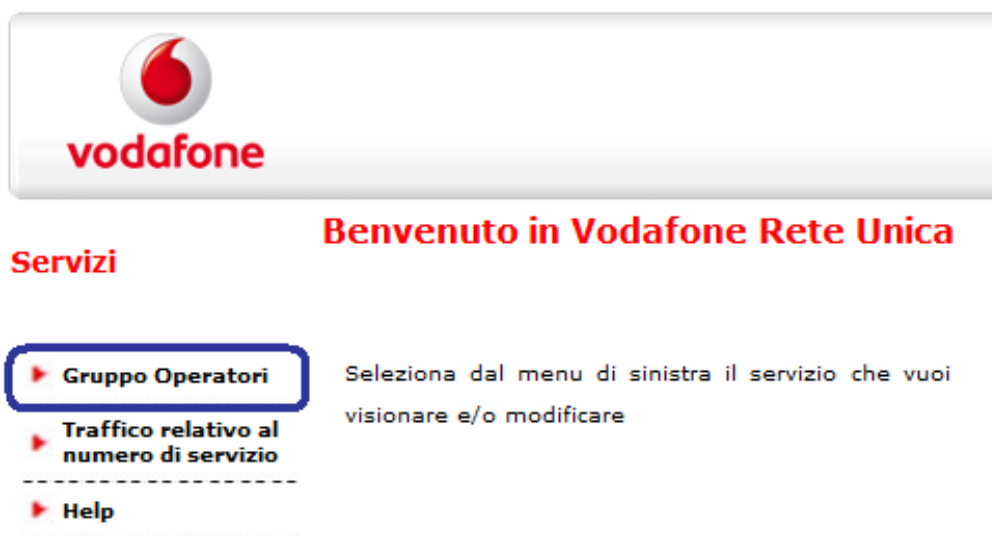 vodafone
Benvenuto in Vodafone Rete Unica
Servizi
Gruppo Operatori
Traffico relativo al
numero di servizio
Help
Seleziona dal menu di sinistra il servizio che vuoi
visionare e/o modificare